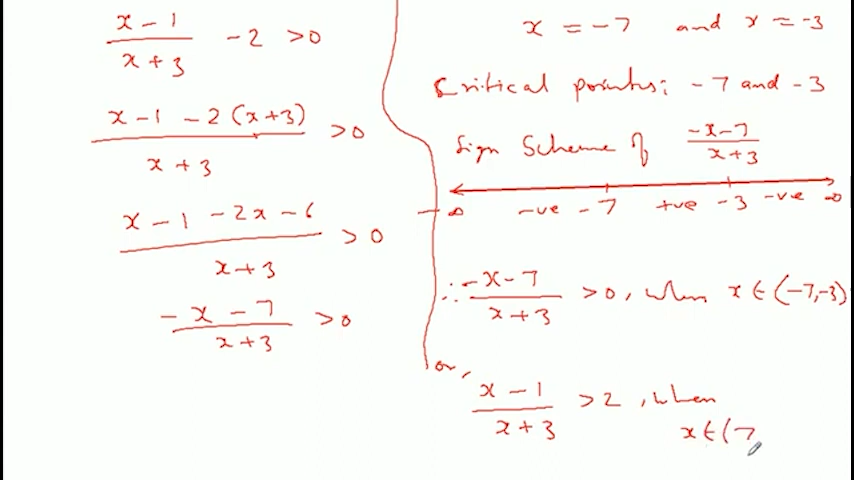 (x - 1)/(x + 3) - 2 > 0
(x - 1 - 2(x + 3))/(x + 3) > 0
(x - 1 - 2x - 6)/(x + 3) > 0
(-x - 7)/(x + 3) > 0
x = -7 and x = -3
Critical points: -7 and -3
Sign Scheme of (-x-7)/(x+3)
-∞ -ve -7 +ve -3 -ve ∞
∴ (-x-7)/(x+3) > 0, when x ∈ (-7,-3)
or,
(x - 1)/(x + 3) > 2, when
x ∈ (7